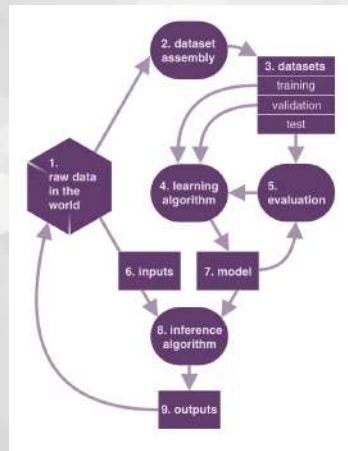 1.
raw data
in the
world
2. dataset
assembly
3. datasets
training
validation
test
4. learning
algorithm
5.
evaluation
6. inputs
7. model
8. inference
algorithm
9. outputs